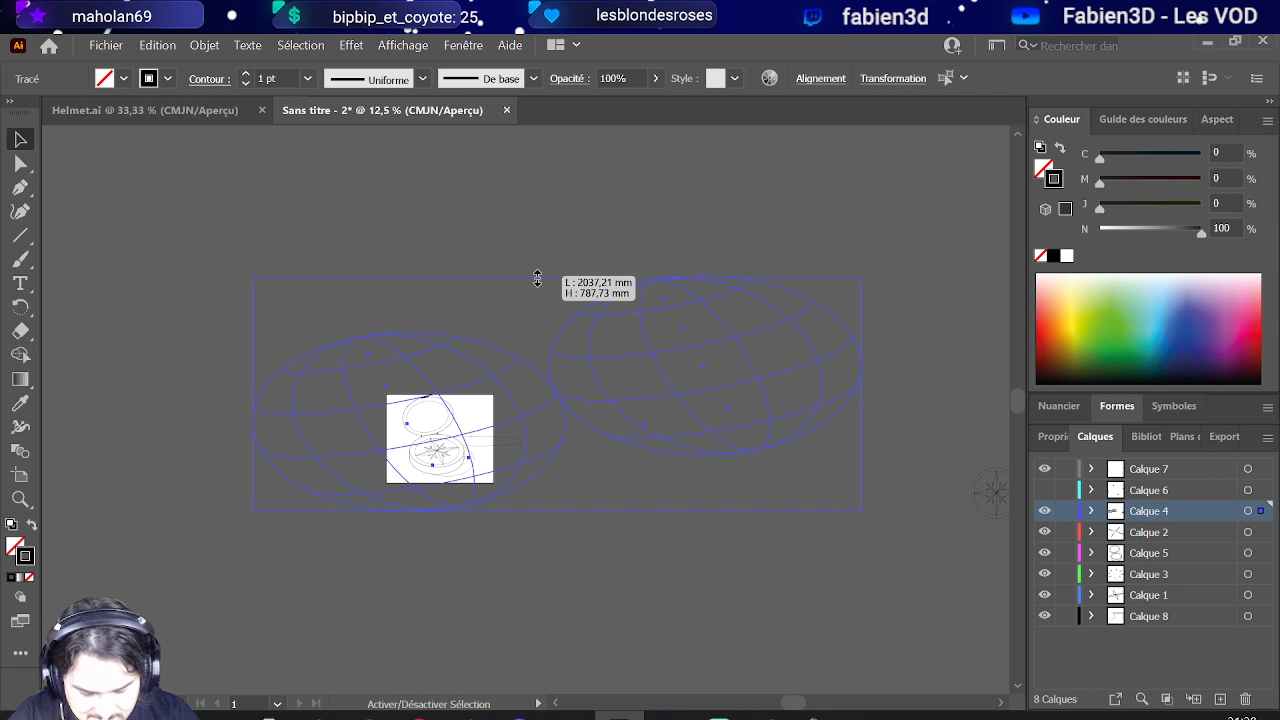 maholan69
bipbip_et_coyote: 25
lesblondesroses
fabien3d
Fabien3D - Les VOD
Ai
Fichier Edition Objet Texte Sélection Effet Affichage Fenêtre Aide
Rechercher dan
Tracé
Contour :
1 pt
Uniforme
De base
Opacité :
100%
Style :
Alignement
Transformation
Helmet.ai @ 33,33 % (CMJN/Aperçu)
Sans titre - 2* @ 12,5 % (CMJN/Aperçu)
L : 2037,21 mm
H : 787,73 mm
Couleur
Guide des couleurs
Aspect
C 0 %
M 0 %
J 0 %
N 100 %
Nuancier
Formes
Symboles
Propri
Calques
Bibliot
Plans c
Export
Calque 7
Calque 6
Calque 4
Calque 2
Calque 5
Calque 3
Calque 1
Calque 8
8 Calques
1
Activer/Désactiver Sélection